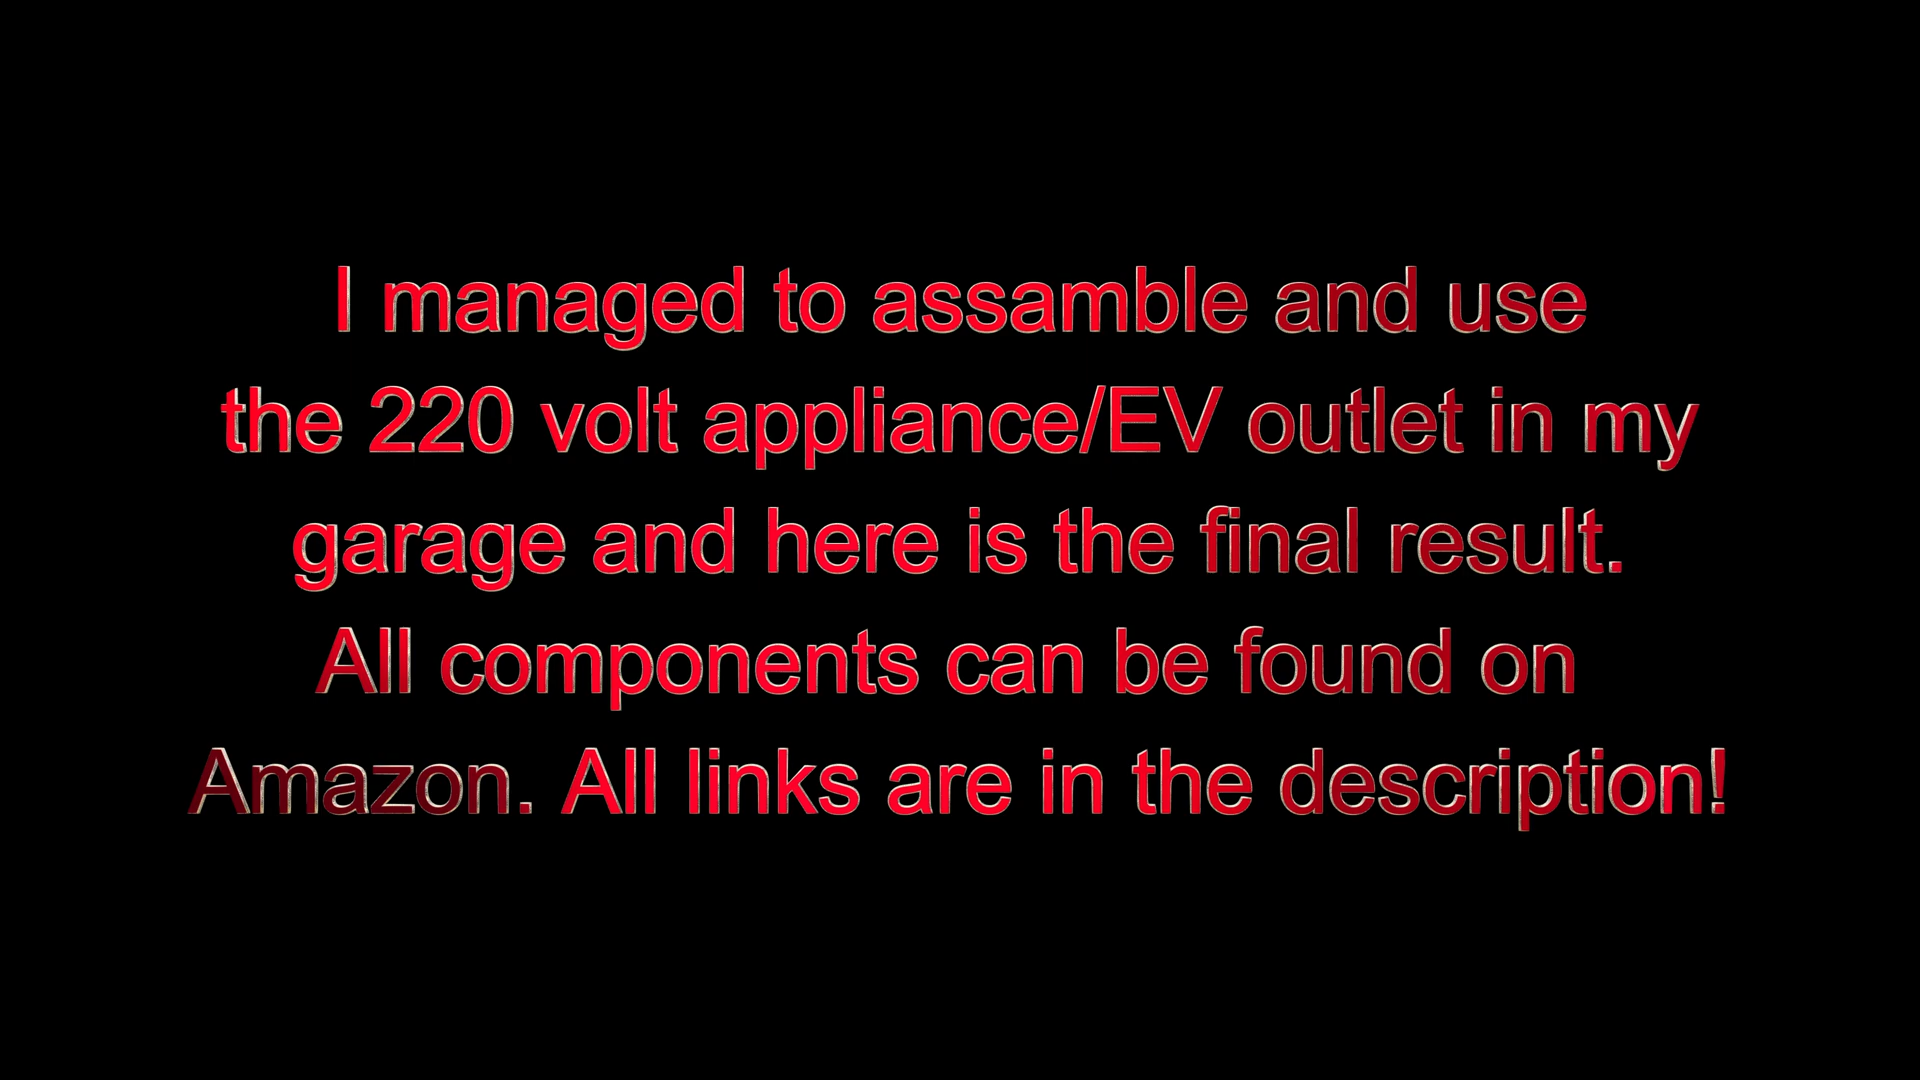 I managed to assamble and use
the 220 volt appliance/EV outlet in my
garage and here is the final result.
All components can be found on
Amazon. All links are in the description!